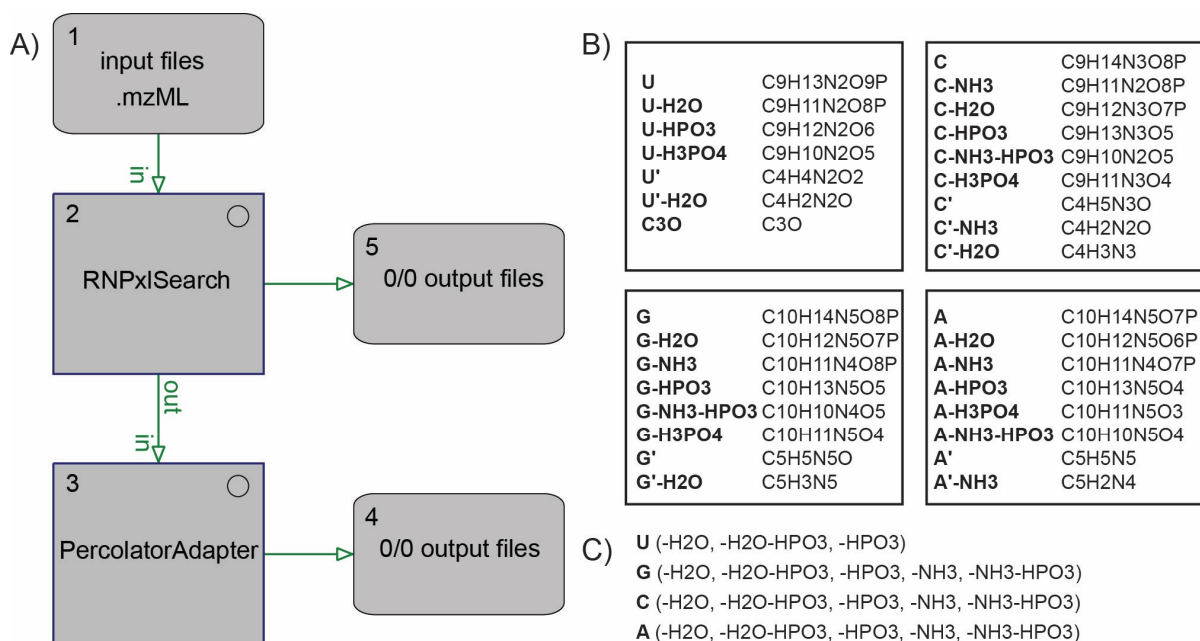 A)
1
input files
.mzML
in
2
RNPxlSearch
5
0/0 output files
out
in
3
PercolatorAdapter
4
0/0 output files
B)
U C9H13N2O9P
U-H2O C9H11N2O8P
U-HPO3 C9H12N2O6
U-H3PO4 C9H10N2O5
U' C4H4N2O2
U'-H2O C4H2N2O
C3O C3O
C C9H14N3O8P
C-NH3 C9H11N2O8P
C-H2O C9H12N3O7P
C-HPO3 C9H13N3O5
C-NH3-HPO3 C9H10N2O5
C-H3PO4 C9H11N3O4
C' C4H5N3O
C'-NH3 C4H2N2O
C'-H2O C4H3N3
G C10H14N5O8P
G-H2O C10H12N5O7P
G-NH3 C10H11N4O8P
G-HPO3 C10H13N5O5
G-NH3-HPO3 C10H10N4O5
G-H3PO4 C10H11N5O4
G' C5H5N5O
G'-H2O C5H3N5
A C10H14N5O7P
A-H2O C10H12N5O6P
A-NH3 C10H11N4O7P
A-HPO3 C10H13N5O4
A-H3PO4 C10H11N5O3
A-NH3-HPO3 C10H10N5O4
A' C5H5N5
A'-NH3 C5H2N4
C)
U (-H2O, -H2O-HPO3, -HPO3)
G (-H2O, -H2O-HPO3, -HPO3, -NH3, -NH3-HPO3)
C (-H2O, -H2O-HPO3, -HPO3, -NH3, -NH3-HPO3)
A (-H2O, -H2O-HPO3, -HPO3, -NH3, -NH3-HPO3)